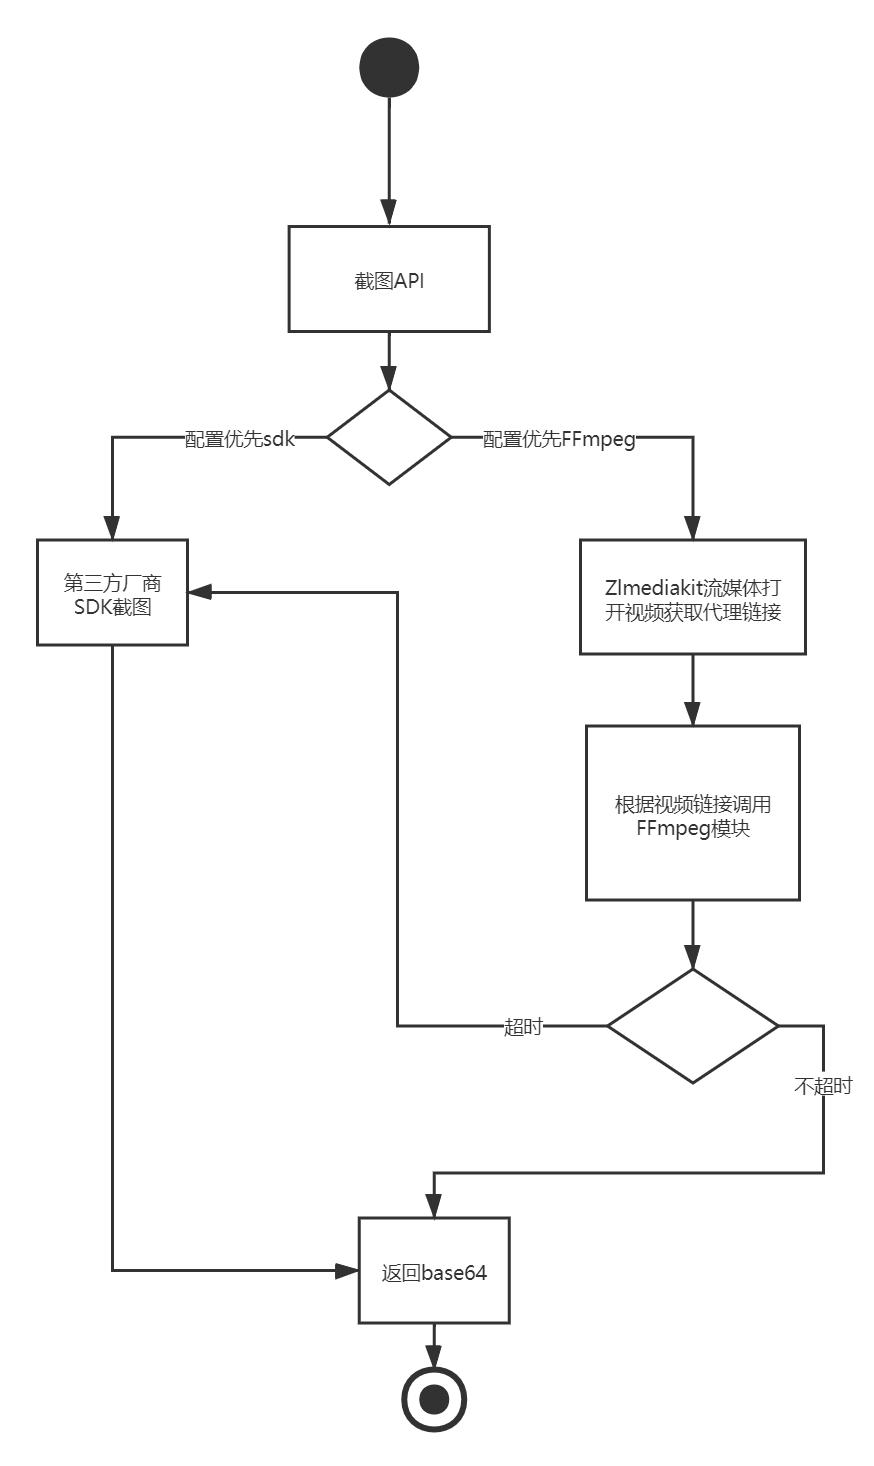 截图API
配置优先sdk
配置优先FFmpeg
第三方厂商
SDK截图
Zlmediakit流媒体打
开视频获取代理链接
根据视频链接调用
FFmpeg模块
超时
不超时
返回base64